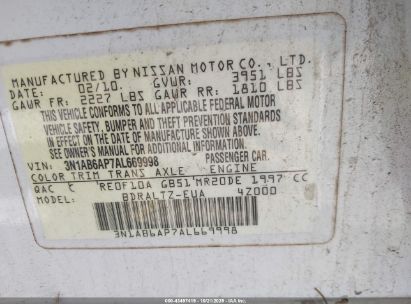 MANUFACTURED BY NISSAN MOTOR CO., LTD.
DATE: 02/10. GVWR: 3951 LBS
GAWR FR: 2227 LBS GAWR RR: 1810 LBS
THIS VEHICLE CONFORMS TO ALL APPLICABLE FEDERAL MOTOR
VEHICLE SAFETY, BUMPER AND THEFT PREVENTION STANDARDS
IN EFFECT ON THE DATE OF MANUFACTURE SHOWN ABOVE.
SEE OWNER'S MANUAL FOR ADDITIONAL INFORMATION.
VIN: 3N1AB6AP7AL669998 PASSENGER CAR.
COLOR TRIM TRANS AXLE ENGINE
QAC C RE0F10A GB51 MR20DE 1997 CC
MODEL: BDRALTZ-EUA 4Z000
3N1AB6AP7AL669998